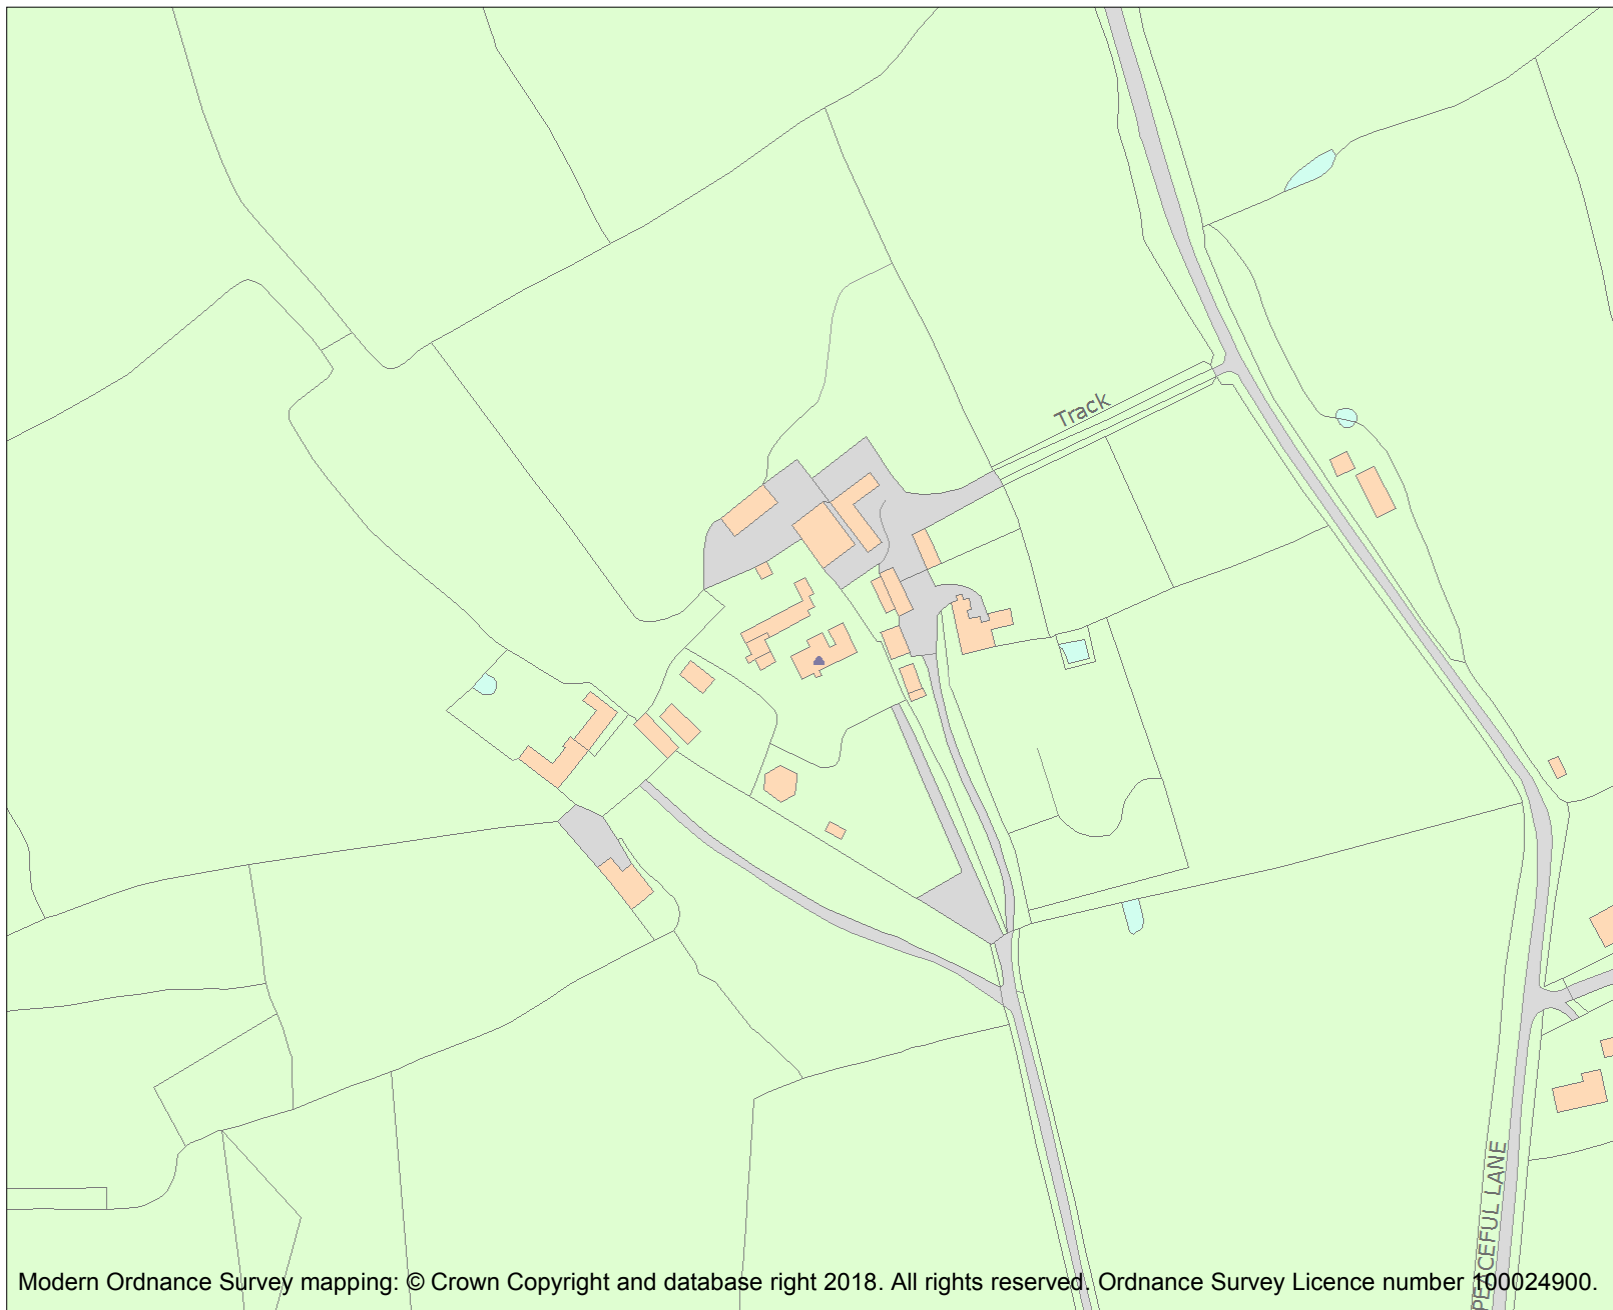 Track
PEACEFUL LANE
Modern Ordnance Survey mapping: © Crown Copyright and database right 2018. All rights reserved. Ordnance Survey Licence number 100024900.